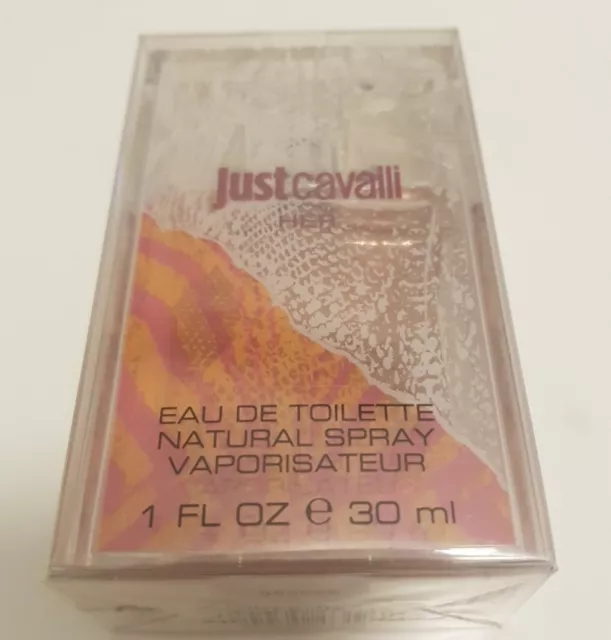 Justcavalli
HER
EAU DE TOILETTE
NATURAL SPRAY
VAPORISATEUR
1 FL OZ e 30 ml